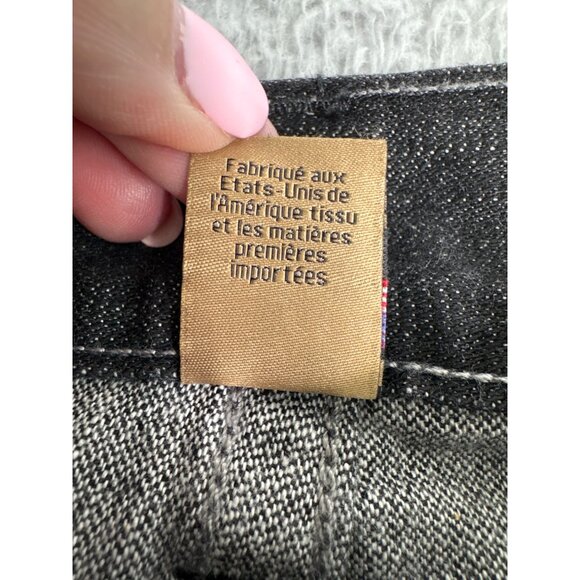 Fabriqué aux
Etats-Unis de
l'Amérique tissu
et les matières
premières
importées